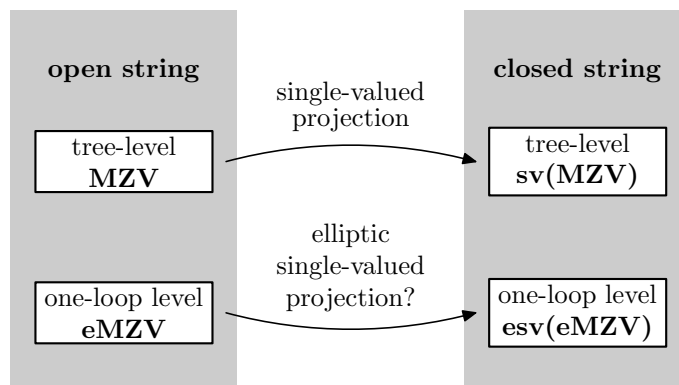 open string
closed string
single-valued
projection
tree-level
MZV
tree-level
sv(MZV)
elliptic
single-valued
projection?
one-loop level
eMZV
one-loop level
esv(eMZV)